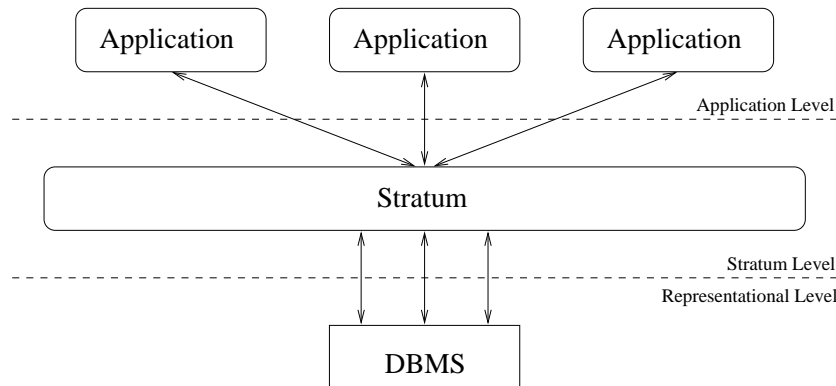 Application Application Application
Application Level
Stratum
Stratum Level
Representational Level
DBMS